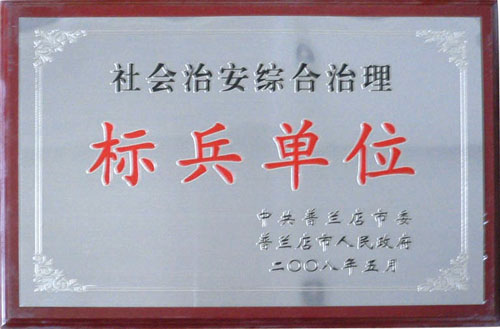 社会治安综合治理
标兵单位
中共普兰店市委
普兰店市人民政府
二〇〇八年五月